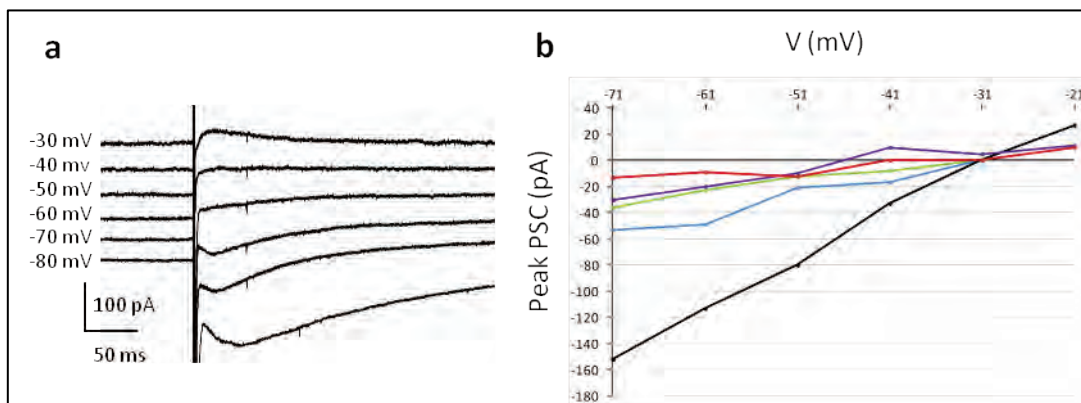 a
-30 mV
-40 mV
-50 mV
-60 mV
-70 mV
-80 mV
100 pA
50 ms
b
V (mV)
-71 -61 -51 -41 -31 -21
40
20
0
-20
-40
-60
-80
-100
-120
-140
-160
-180
Peak PSC (pA)